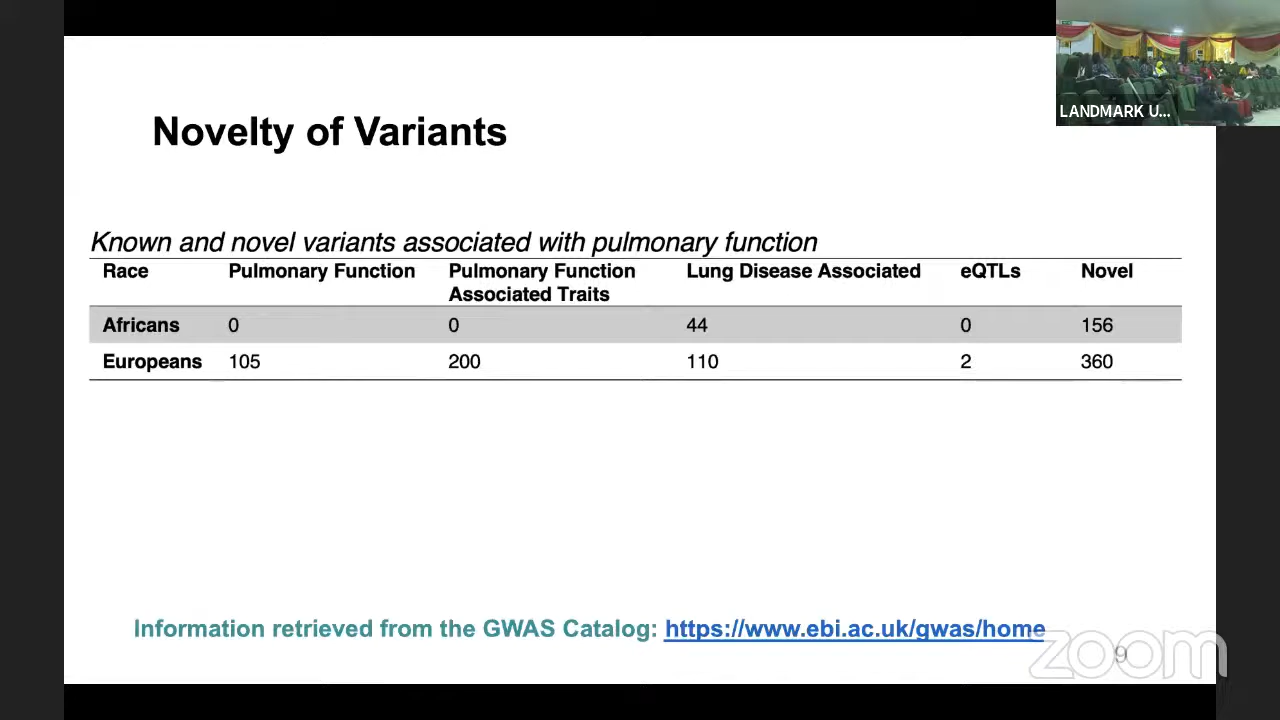 LANDMARK U...
Novelty of Variants
Known and novel variants associated with pulmonary function
Race Pulmonary Function Pulmonary Function Associated Traits Lung Disease Associated eQTLs Novel
Africans 0 0 44 0 156
Europeans 105 200 110 2 360
Information retrieved from the GWAS Catalog: https://www.ebi.ac.uk/gwas/home
zoom
9